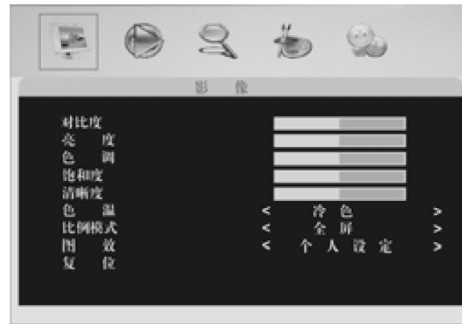 影 像
对比度
亮 度
色 调
饱和度
清晰度
色 温 < 冷 色 >
比例模式 < 全 屏 >
图 效 < 个 人 设 定 >
复 位